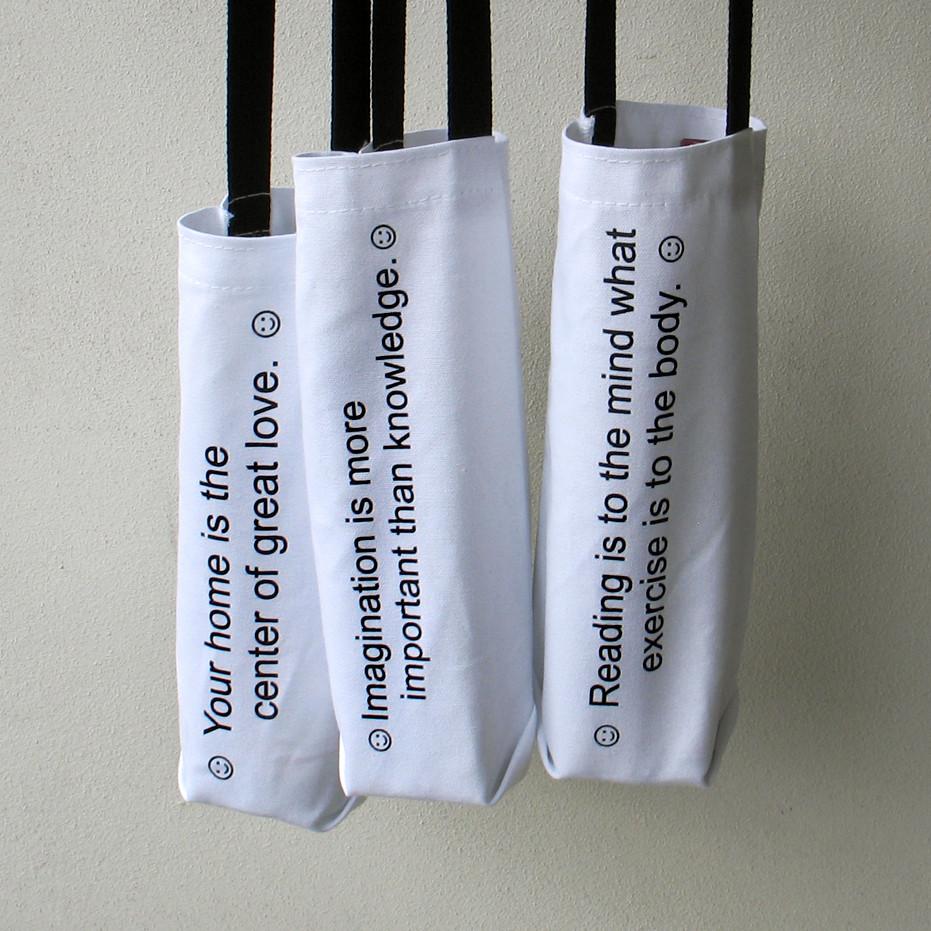 ☺ Your home is the
center of great love. ☺
☺ Imagination is more
important than knowledge. ☺
☺ Reading is to the mind what
exercise is to the body. ☺